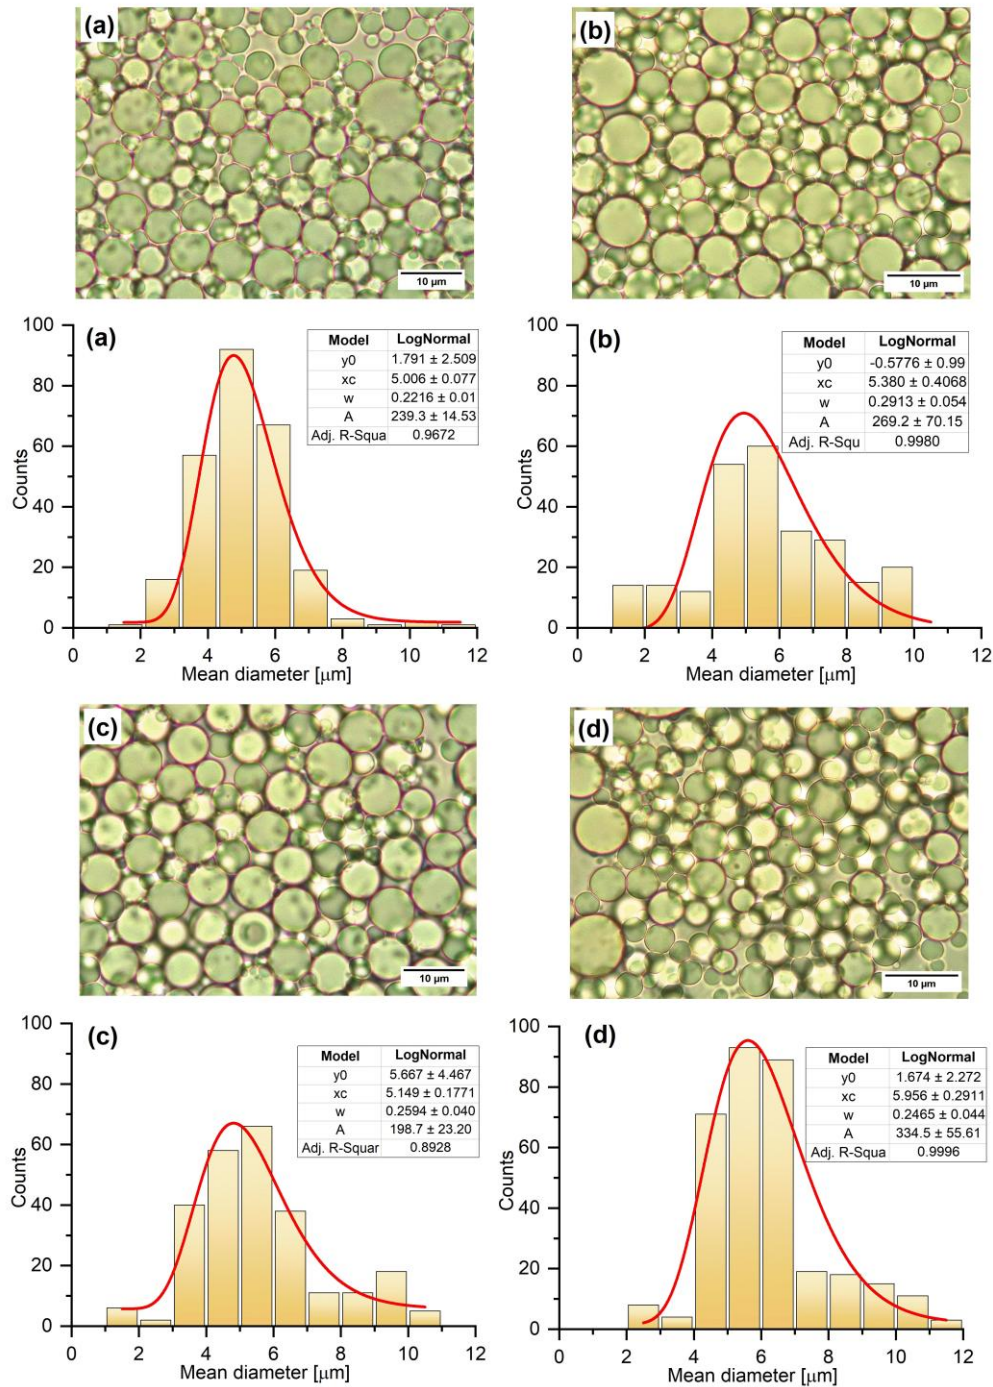 (a)
10 µm
(b)
10 µm
(a)
Model LogNormal
y0 1.791 ± 2.509
xc 5.006 ± 0.077
w 0.2216 ± 0.01
A 239.3 ± 14.53
Adj. R-Squa 0.9672
100
80
60
40
20
0
Counts
0 2 4 6 8 10 12
Mean diameter [µm]
(b)
Model LogNormal
y0 -0.5776 ± 0.99
xc 5.380 ± 0.4068
w 0.2913 ± 0.054
A 269.2 ± 70.15
Adj. R-Squ 0.9980
100
80
60
40
20
0
Counts
0 2 4 6 8 10 12
Mean diameter [µm]
(c)
10 µm
(d)
10 µm
(c)
Model LogNormal
y0 5.667 ± 4.467
xc 5.149 ± 0.1771
w 0.2594 ± 0.040
A 198.7 ± 23.20
Adj. R-Squar 0.8928
100
80
60
40
20
0
Counts
0 2 4 6 8 10 12
Mean diameter [µm]
(d)
Model LogNormal
y0 1.674 ± 2.272
xc 5.956 ± 0.2911
w 0.2465 ± 0.044
A 334.5 ± 55.61
Adj. R-Squa 0.9996
100
80
60
40
20
0
Counts
0 2 4 6 8 10 12
Mean diameter [µm]